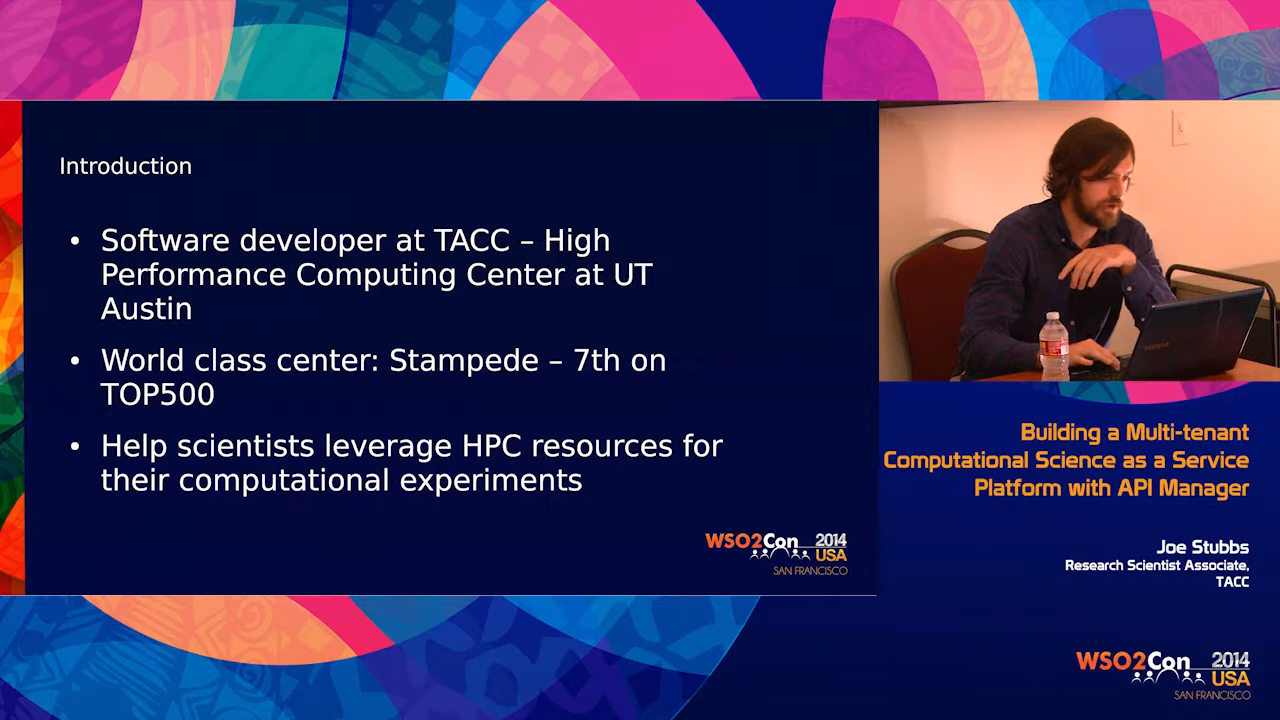 Introduction
• Software developer at TACC – High
Performance Computing Center at UT
Austin
• World class center: Stampede – 7th on
TOP500
• Help scientists leverage HPC resources for
their computational experiments
WSO2Con 2014
USA
SAN FRANCISCO
Building a Multi-tenant
Computational Science as a Service
Platform with API Manager
Joe Stubbs
Research Scientist Associate,
TACC
WSO2Con 2014
USA
SAN FRANCISCO